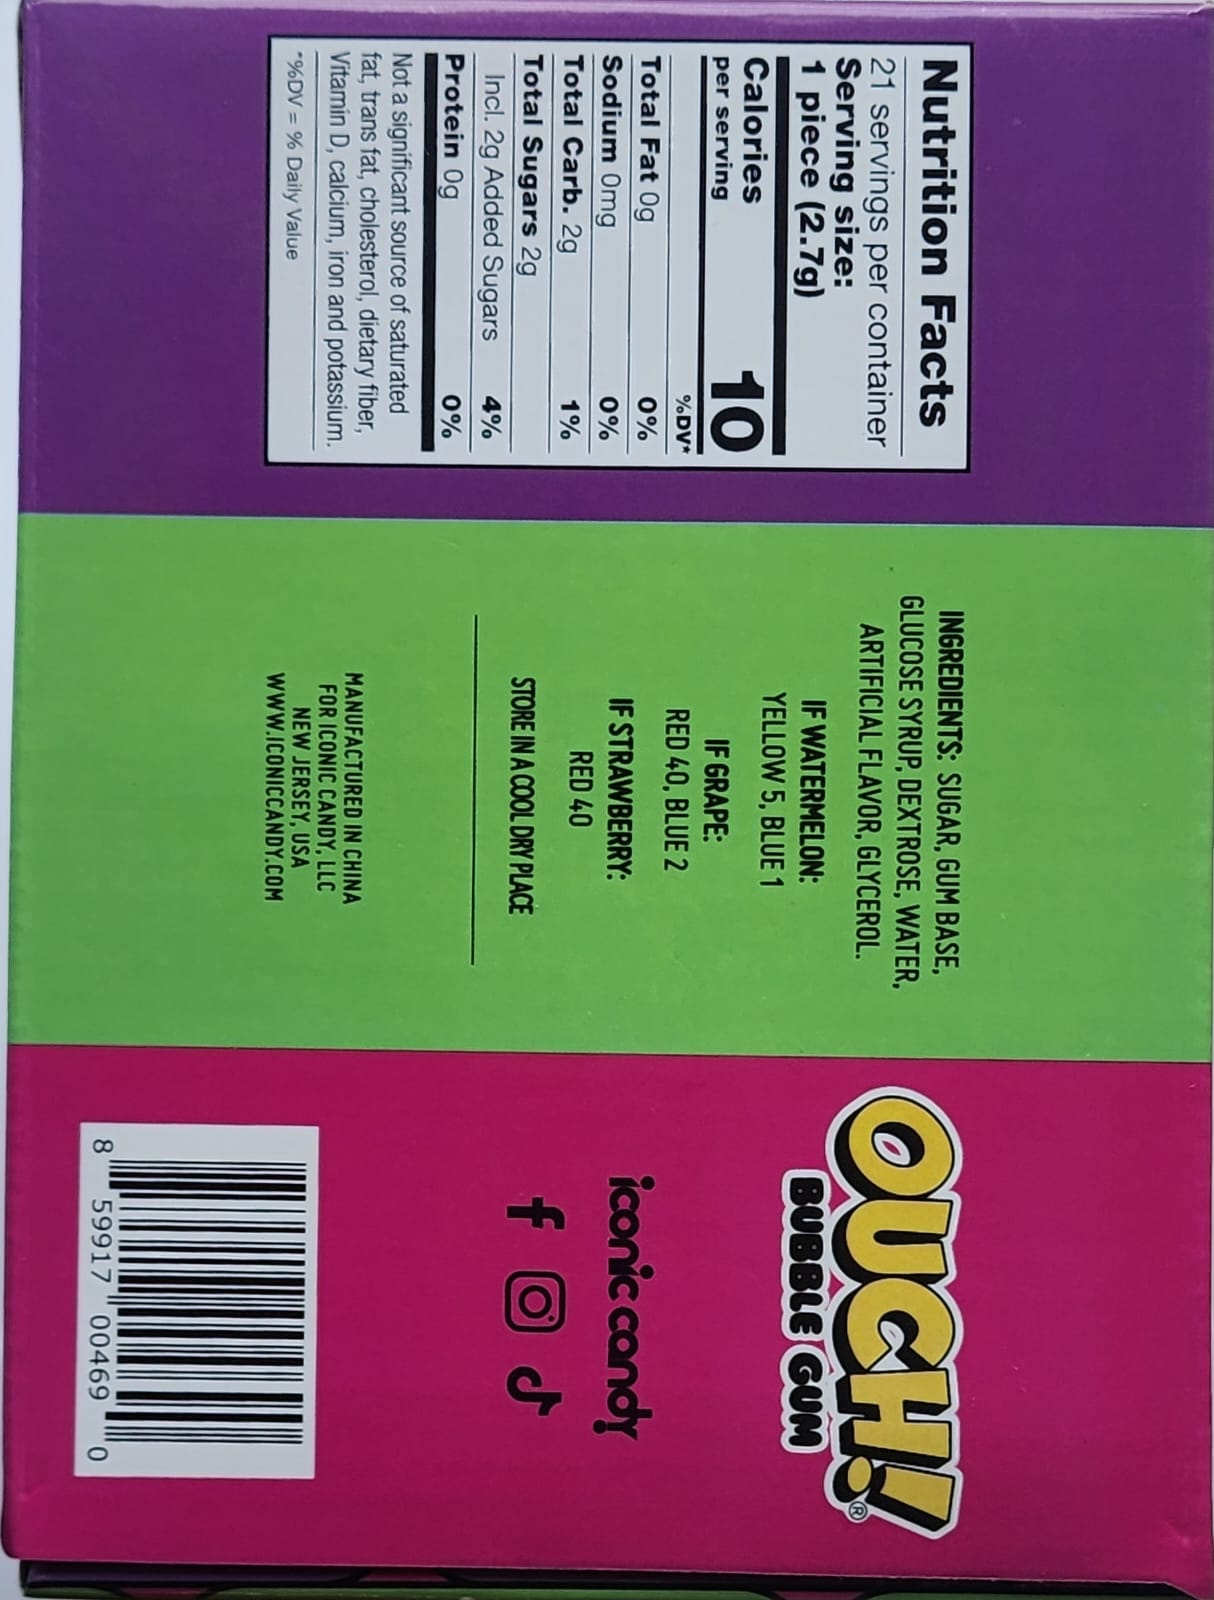 Nutrition Facts
21 servings per container
Serving size:
1 piece (2.7g)
Calories
per serving
10
%DV*
Total Fat 0g 0%
Sodium 0mg 0%
Total Carb. 2g 1%
Total Sugars 2g
Incl. 2g Added Sugars 4%
Protein 0g 0%
Not a significant source of saturated
fat, trans fat, cholesterol, dietary fiber,
Vitamin D, calcium, iron and potassium.
*%DV = % Daily Value
INGREDIENTS: SUGAR, GUM BASE,
GLUCOSE SYRUP, DEXTROSE, WATER,
ARTIFICIAL FLAVOR, GLYCEROL.
IF WATERMELON:
YELLOW 5, BLUE 1
IF GRAPE:
RED 40, BLUE 2
IF STRAWBERRY:
RED 40
STORE IN A COOL DRY PLACE
MANUFACTURED IN CHINA
FOR ICONIC CANDY, LLC
NEW JERSEY, USA
WWW.ICONICCANDY.COM
OUCH!®
BUBBLE GUM
iconic candy
8 59917 00469 0